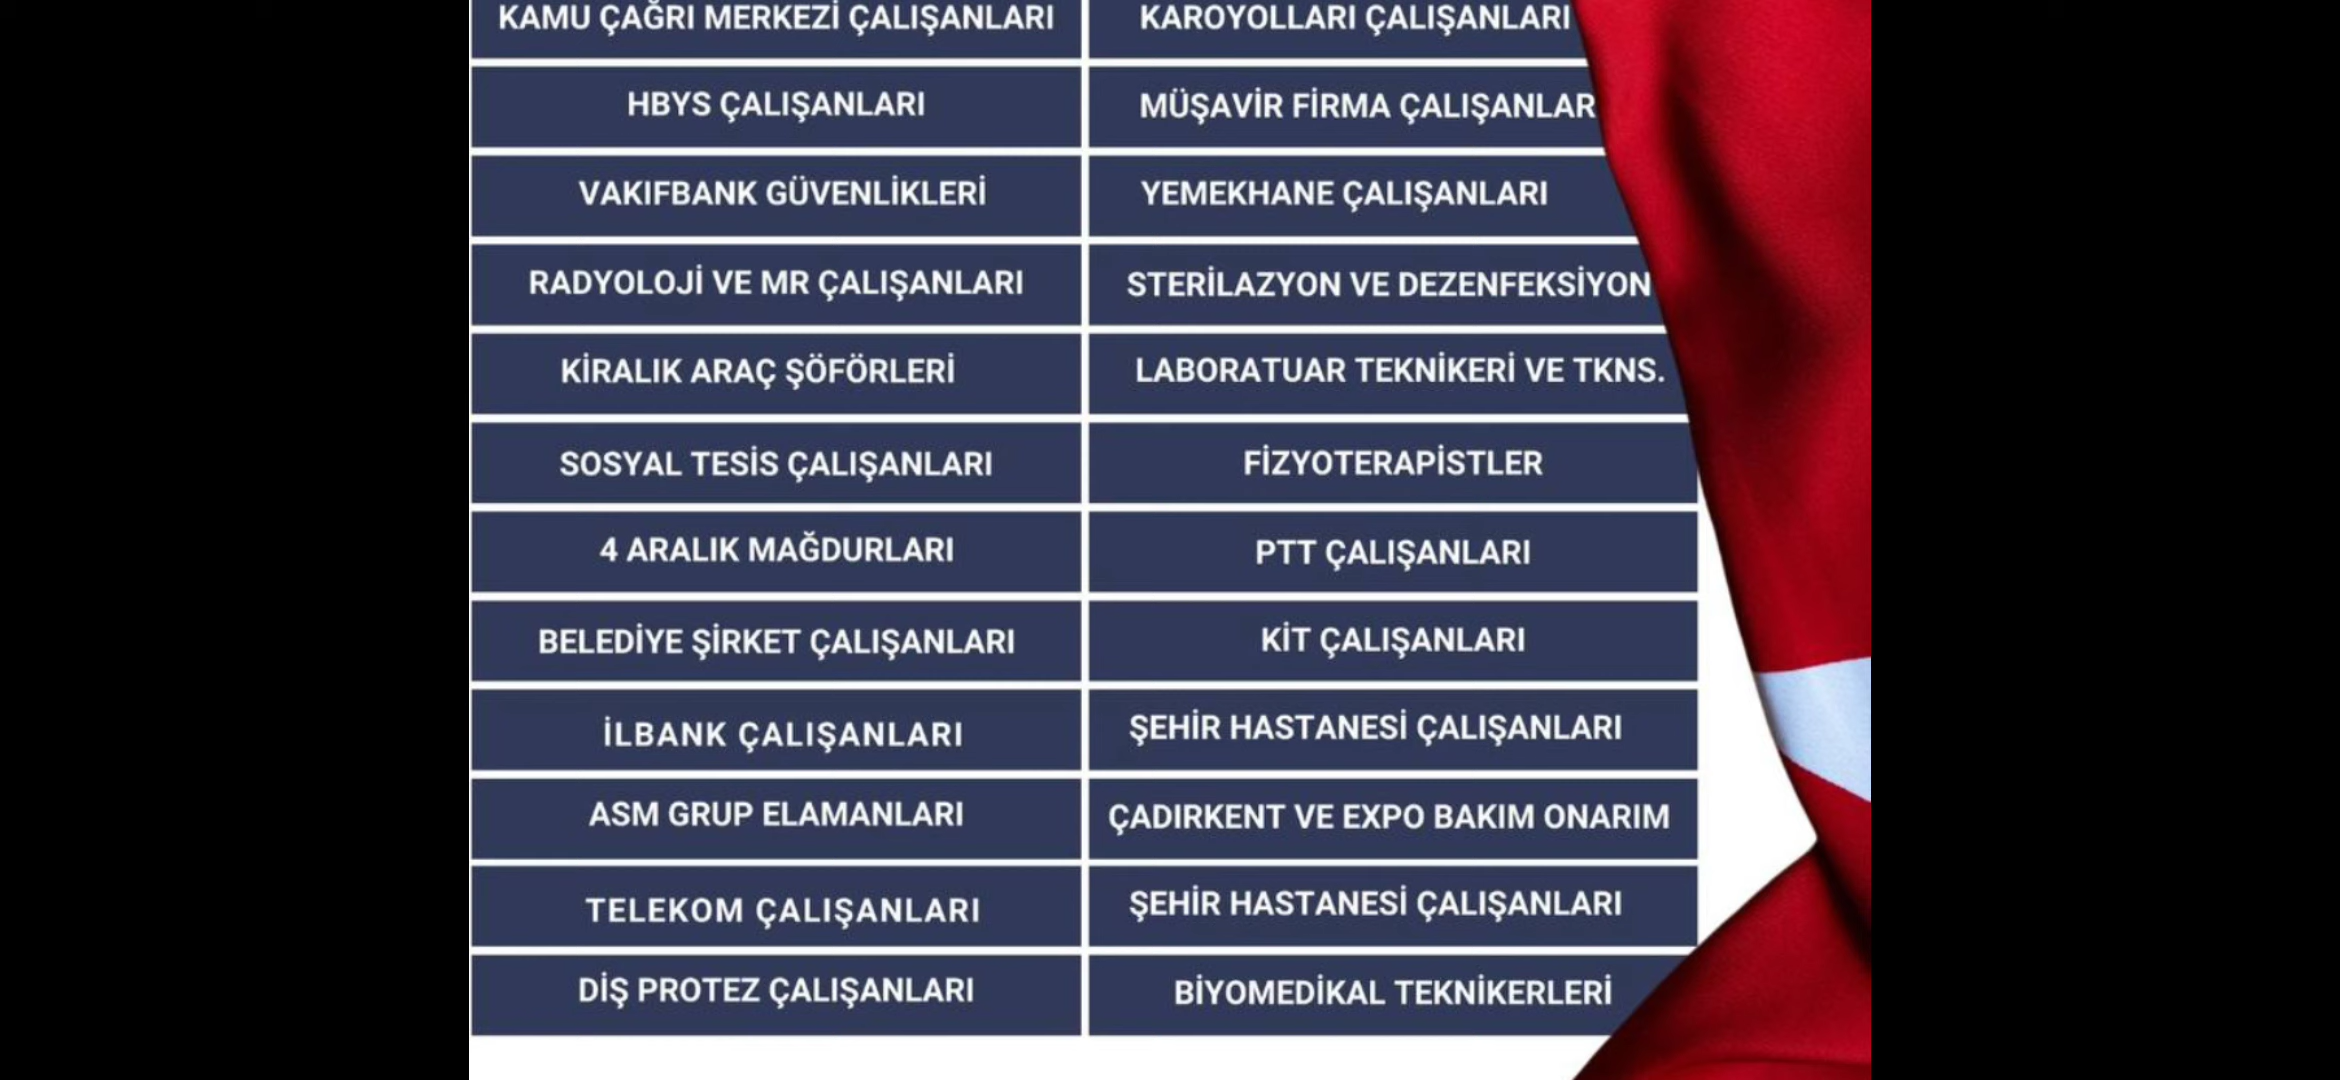 KAMU ÇAĞRI MERKEZİ ÇALIŞANLARI
KAROYOLLARI ÇALIŞANLARI
HBYS ÇALIŞANLARI
MÜŞAVİR FİRMA ÇALIŞANLAR
VAKIFBANK GÜVENLİKLERİ
YEMEKHANE ÇALIŞANLARI
RADYOLOJİ VE MR ÇALIŞANLARI
STERİLAZYON VE DEZENFEKSİYON
KİRALIK ARAÇ ŞÖFÖRLERİ
LABORATUAR TEKNİKERİ VE TKNS.
SOSYAL TESİS ÇALIŞANLARI
FİZYOTERAPİSTLER
4 ARALIK MAĞDURLARI
PTT ÇALIŞANLARI
BELEDİYE ŞİRKET ÇALIŞANLARI
KİT ÇALIŞANLARI
İLBANK ÇALIŞANLARI
ŞEHİR HASTANESİ ÇALIŞANLARI
ASM GRUP ELAMANLARI
ÇADIRKENT VE EXPO BAKIM ONARIM
TELEKOM ÇALIŞANLARI
ŞEHİR HASTANESİ ÇALIŞANLARI
DİŞ PROTEZ ÇALIŞANLARI
BİYOMEDİKAL TEKNİKERLERİ